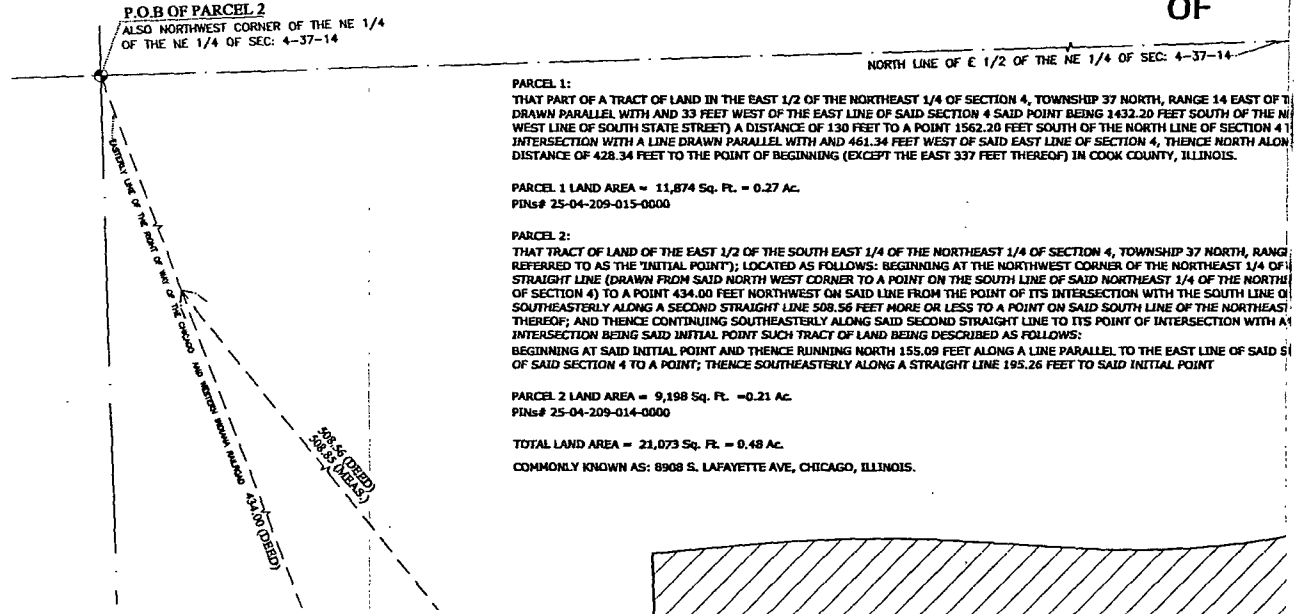 P.O.B OF PARCEL 2
ALSO NORTHWEST CORNER OF THE NE 1/4
OF THE NE 1/4 OF SEC: 4-37-14
OF
NORTH LINE OF E 1/2 OF THE NE 1/4 OF SEC: 4-37-14
PARCEL 1:
THAT PART OF A TRACT OF LAND IN THE EAST 1/2 OF THE NORTHEAST 1/4 OF SECTION 4, TOWNSHIP 37 NORTH, RANGE 14 EAST OF
DRAWN PARALLEL WITH AND 33 FEET WEST OF THE EAST LINE OF SAID SECTION 4 SAID POINT BEING 1432.20 FEET SOUTH OF THE
WEST LINE OF SOUTH STATE STREET) A DISTANCE OF 130 FEET TO A POINT 1562.20 FEET SOUTH OF THE NORTH LINE OF SECTION 4
INTERSECTION WITH A LINE DRAWN PARALLEL WITH AND 461.34 FEET WEST OF SAID EAST LINE OF SECTION 4, THENCE NORTH ALON
DISTANCE OF 428.34 FEET TO THE POINT OF BEGINNING (EXCEPT THE EAST 337 FEET THEREOF) IN COOK COUNTY, ILLINOIS.
PARCEL 1 LAND AREA = 11,874 Sq. Ft. = 0.27 Ac.
PINs# 25-04-209-015-0000
PARCEL 2:
THAT TRACT OF LAND OF THE EAST 1/2 OF THE SOUTH EAST 1/4 OF THE NORTHEAST 1/4 OF SECTION 4, TOWNSHIP 37 NORTH, RANG
REFERRED TO AS THE "INITIAL POINT"); LOCATED AS FOLLOWS: BEGINNING AT THE NORTHWEST CORNER OF THE NORTHEAST 1/4 OF
STRAIGHT LINE (DRAWN FROM SAID NORTH WEST CORNER TO A POINT ON THE SOUTH LINE OF SAID NORTHEAST 1/4 OF THE NORTH
OF SECTION 4) TO A POINT 434.00 FEET NORTHWEST ON SAID LINE FROM THE POINT OF ITS INTERSECTION WITH THE SOUTH LINE
SOUTHEASTERLY ALONG A SECOND STRAIGHT LINE 508.56 FEET MORE OR LESS TO A POINT ON SAID SOUTH LINE OF THE NORTHEAST
THEREOF; AND THENCE CONTINUING SOUTHEASTERLY ALONG SAID SECOND STRAIGHT LINE TO ITS POINT OF INTERSECTION WITH A
INTERSECTION BEING SAID INITIAL POINT SUCH TRACT OF LAND BEING DESCRIBED AS FOLLOWS:
BEGINNING AT SAID INITIAL POINT AND THENCE RUNNING NORTH 155.09 FEET ALONG A LINE PARALLEL TO THE EAST LINE OF SAID
OF SAID SECTION 4 TO A POINT; THENCE SOUTHEASTERLY ALONG A STRAIGHT LINE 195.26 FEET TO SAID INITIAL POINT
PARCEL 2 LAND AREA = 9,198 Sq. Ft. =0.21 Ac.
PINs# 25-04-209-014-0000
TOTAL LAND AREA = 21,073 Sq. Ft. = 0.48 Ac.
COMMONLY KNOWN AS: 8908 S. LAFAYETTE AVE, CHICAGO, ILLINOIS.
EASTERLY LINE OF THE RIGHT OF WAY OF THE CHICAGO AND WESTERN INDIANA RAILROAD 434.00 (DEED)
508.56 (DEED)
508.85 (MEAS.)